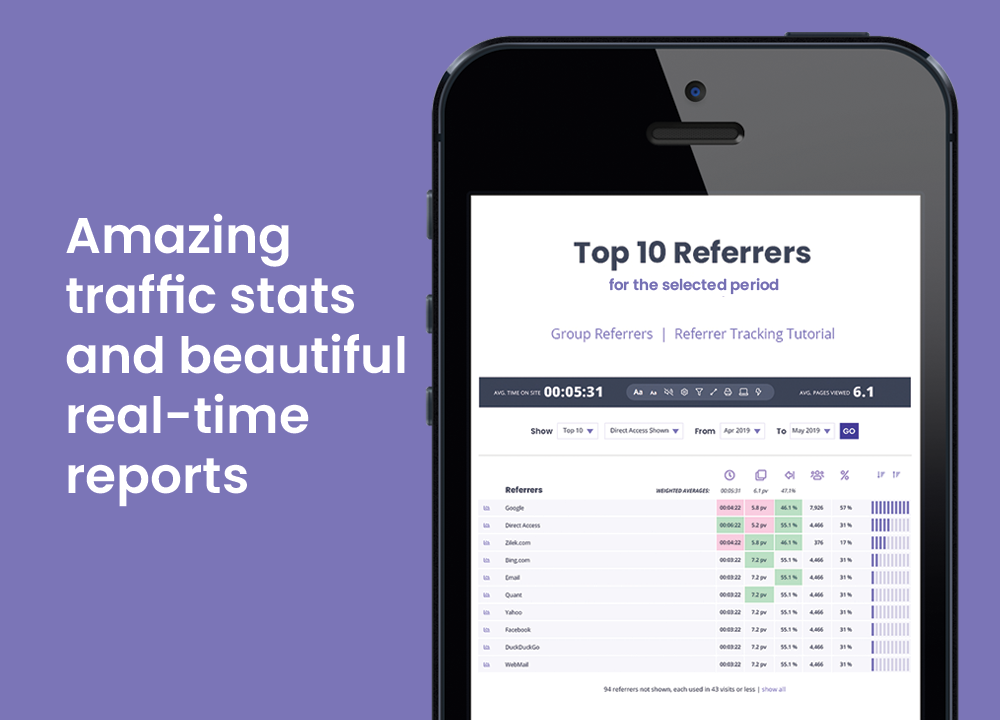 Amazing
traffic stats
and beautiful
real-time
reports
Top 10 Referrers
for the selected period
Group Referrers | Referrer Tracking Tutorial
AVG. TIME ON SITE 00:05:31 Aa Aa AVG. PAGES VIEWED 6.1
Show Top 10 Direct Access Shown From Apr 2019 To May 2019 GO
%
Referrers WEIGHTED AVERAGES: 00:05:31 6.1 pv 47.1%
Google 00:04:22 5.8 pv 46.1 % 7,926 57 %
Direct Access 00:06:22 5.2 pv 55.1 % 4,466 31 %
Zilek.com 00:04:22 5.8 pv 46.1 % 376 17 %
Bing.com 00:03:22 7.2 pv 55.1 % 4,466 31 %
Email 00:03:22 7.2 pv 55.1 % 4,466 31 %
Quant 00:03:22 7.2 pv 55.1 % 4,466 31 %
Yahoo 00:03:22 7.2 pv 55.1 % 4,466 31 %
Facebook 00:03:22 7.2 pv 55.1 % 4,466 31 %
DuckDuckGo 00:03:22 7.2 pv 55.1 % 4,466 31 %
WebMail 00:03:22 7.2 pv 55.1 % 4,466 31 %
94 referrers not shown, each used in 43 visits or less | show all